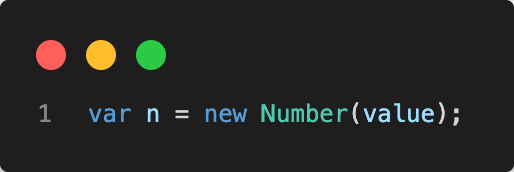 1 var n = new Number(value);